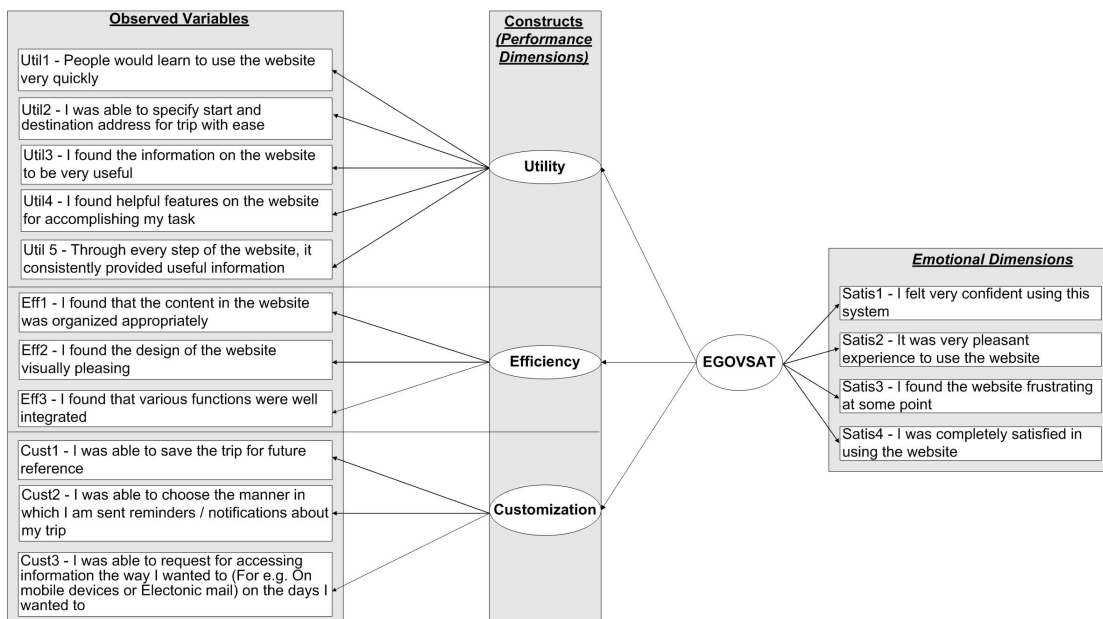 Observed Variables
Util1 - People would learn to use the website
very quickly
Util2 - I was able to specify start and
destination address for trip with ease
Util3 - I found the information on the website
to be very useful
Util4 - I found helpful features on the website
for accomplishing my task
Util 5 - Through every step of the website, it
consistently provided useful information
Eff1 - I found that the content in the website
was organized appropriately
Eff2 - I found the design of the website
visually pleasing
Eff3 - I found that various functions were well
integrated
Cust1 - I was able to save the trip for future
reference
Cust2 - I was able to choose the manner in
which I am sent reminders / notifications about
my trip
Cust3 - I was able to request for accessing
information the way I wanted to (For e.g. On
mobile devices or Electonic mail) on the days I
wanted to
Constructs
(Performance
Dimensions)
Utility
Efficiency
Customization
EGOVSAT
Emotional Dimensions
Satis1 - I felt very confident using this
system
Satis2 - It was very pleasant
experience to use the website
Satis3 - I found the website frustrating
at some point
Satis4 - I was completely satisfied in
using the website